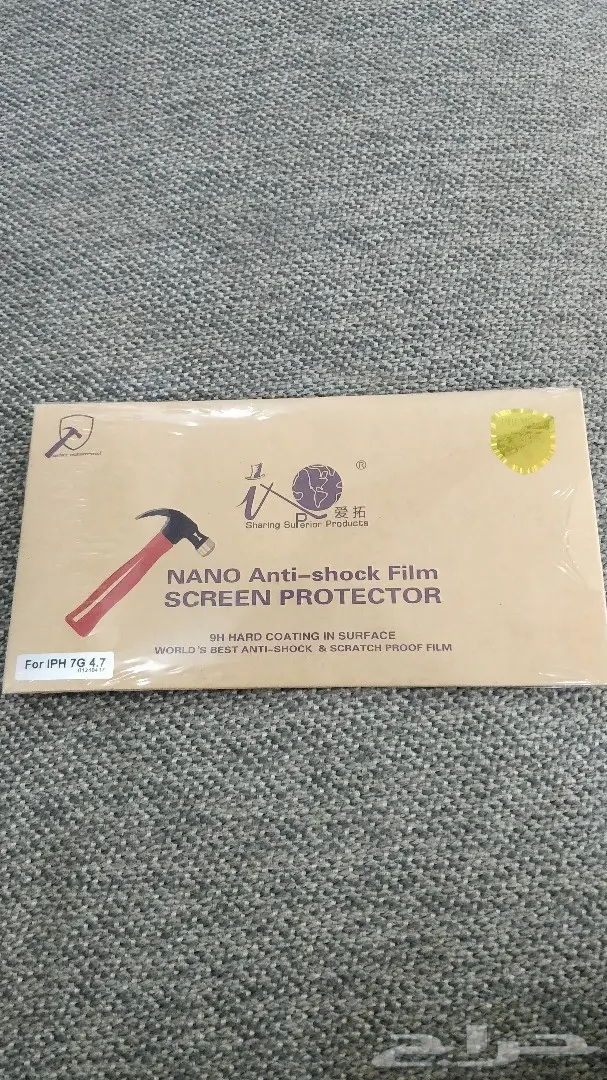 ®
爱拓
Sharing Superior Products
NANO Anti-shock Film
SCREEN PROTECTOR
9H HARD COATING IN SURFACE
WORLD'S BEST ANTI-SHOCK & SCRATCH PROOF FILM
For IPH 7G 4.7
حراج